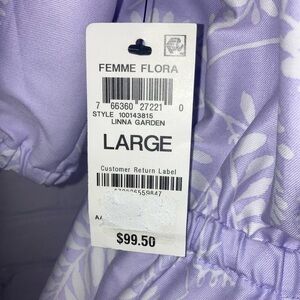 FEMME FLORA
7 66360 27221 0
STYLE 100143815
LINNA GARDEN
LARGE
Customer Return Label
$99.50